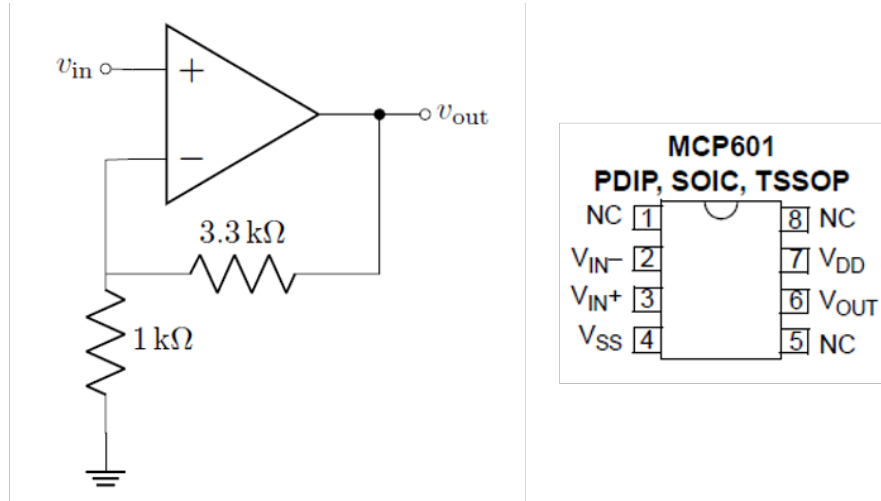 vin
+
vout
−
3.3 kΩ
1 kΩ
MCP601
PDIP, SOIC, TSSOP
NC 1 8 NC
VIN– 2 7 VDD
VIN+ 3 6 VOUT
VSS 4 5 NC